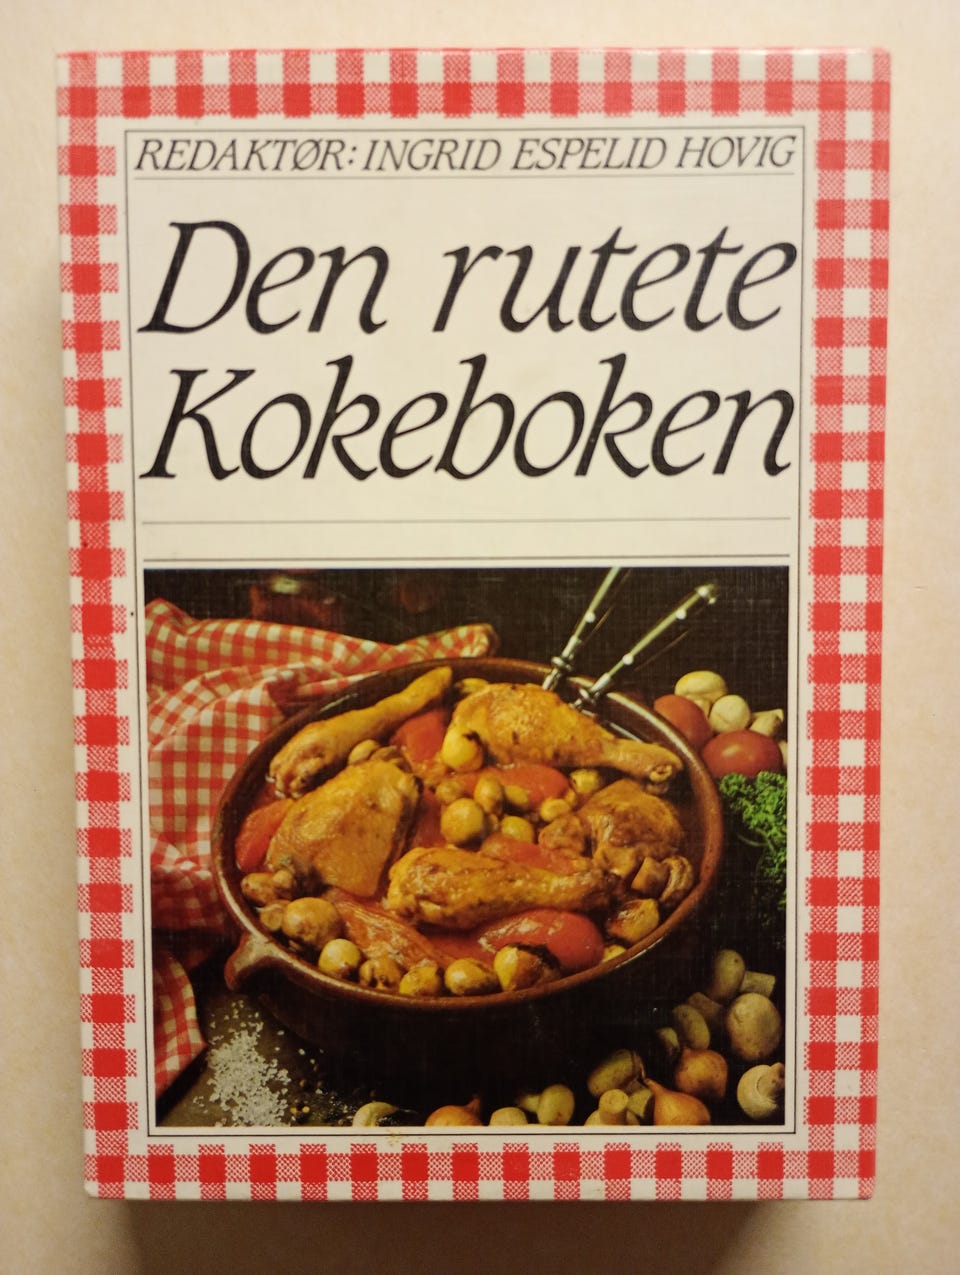 REDAKTØR: INGRID ESPELID HOVIG
Den rutete
Kokeboken